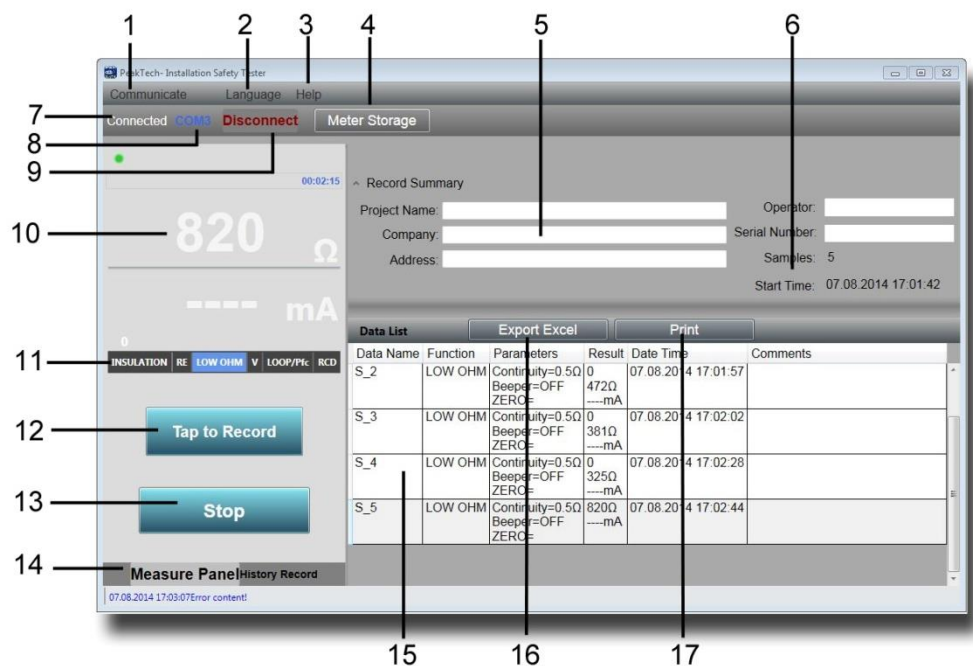 1 2 3 4 5 6
PeakTech- Installation Safety Tester
Communicate Language Help
7 Connected COM3 Disconnect Meter Storage
8
9
00:02:15
Record Summary
Project Name: Operator:
Company: Serial Number:
Address: Samples: 5
Start Time: 07.08.2014 17:01:42
10 820 Ω
---- mA
0
11 INSULATION RE LOW OHM V LOOP/Pfc RCD
12 Tap to Record
13 Stop
14 Measure Panel History Record
07.08.2014 17:03:07Error content!
Data List Export Excel Print
Data Name Function Parameters Result Date Time Comments
S_2 LOW OHM Continuity=0.5Ω 0 07.08.2014 17:01:57
Beeper=OFF 472Ω
ZERO= ----mA
S_3 LOW OHM Continuity=0.5Ω 0 07.08.2014 17:02:02
Beeper=OFF 381Ω
ZERO= ----mA
S_4 LOW OHM Continuity=0.5Ω 0 07.08.2014 17:02:28
Beeper=OFF 325Ω
ZERO= ----mA
S_5 LOW OHM Continuity=0.5Ω 820Ω 07.08.2014 17:02:44
Beeper=OFF ----mA
ZERO=
15 16 17